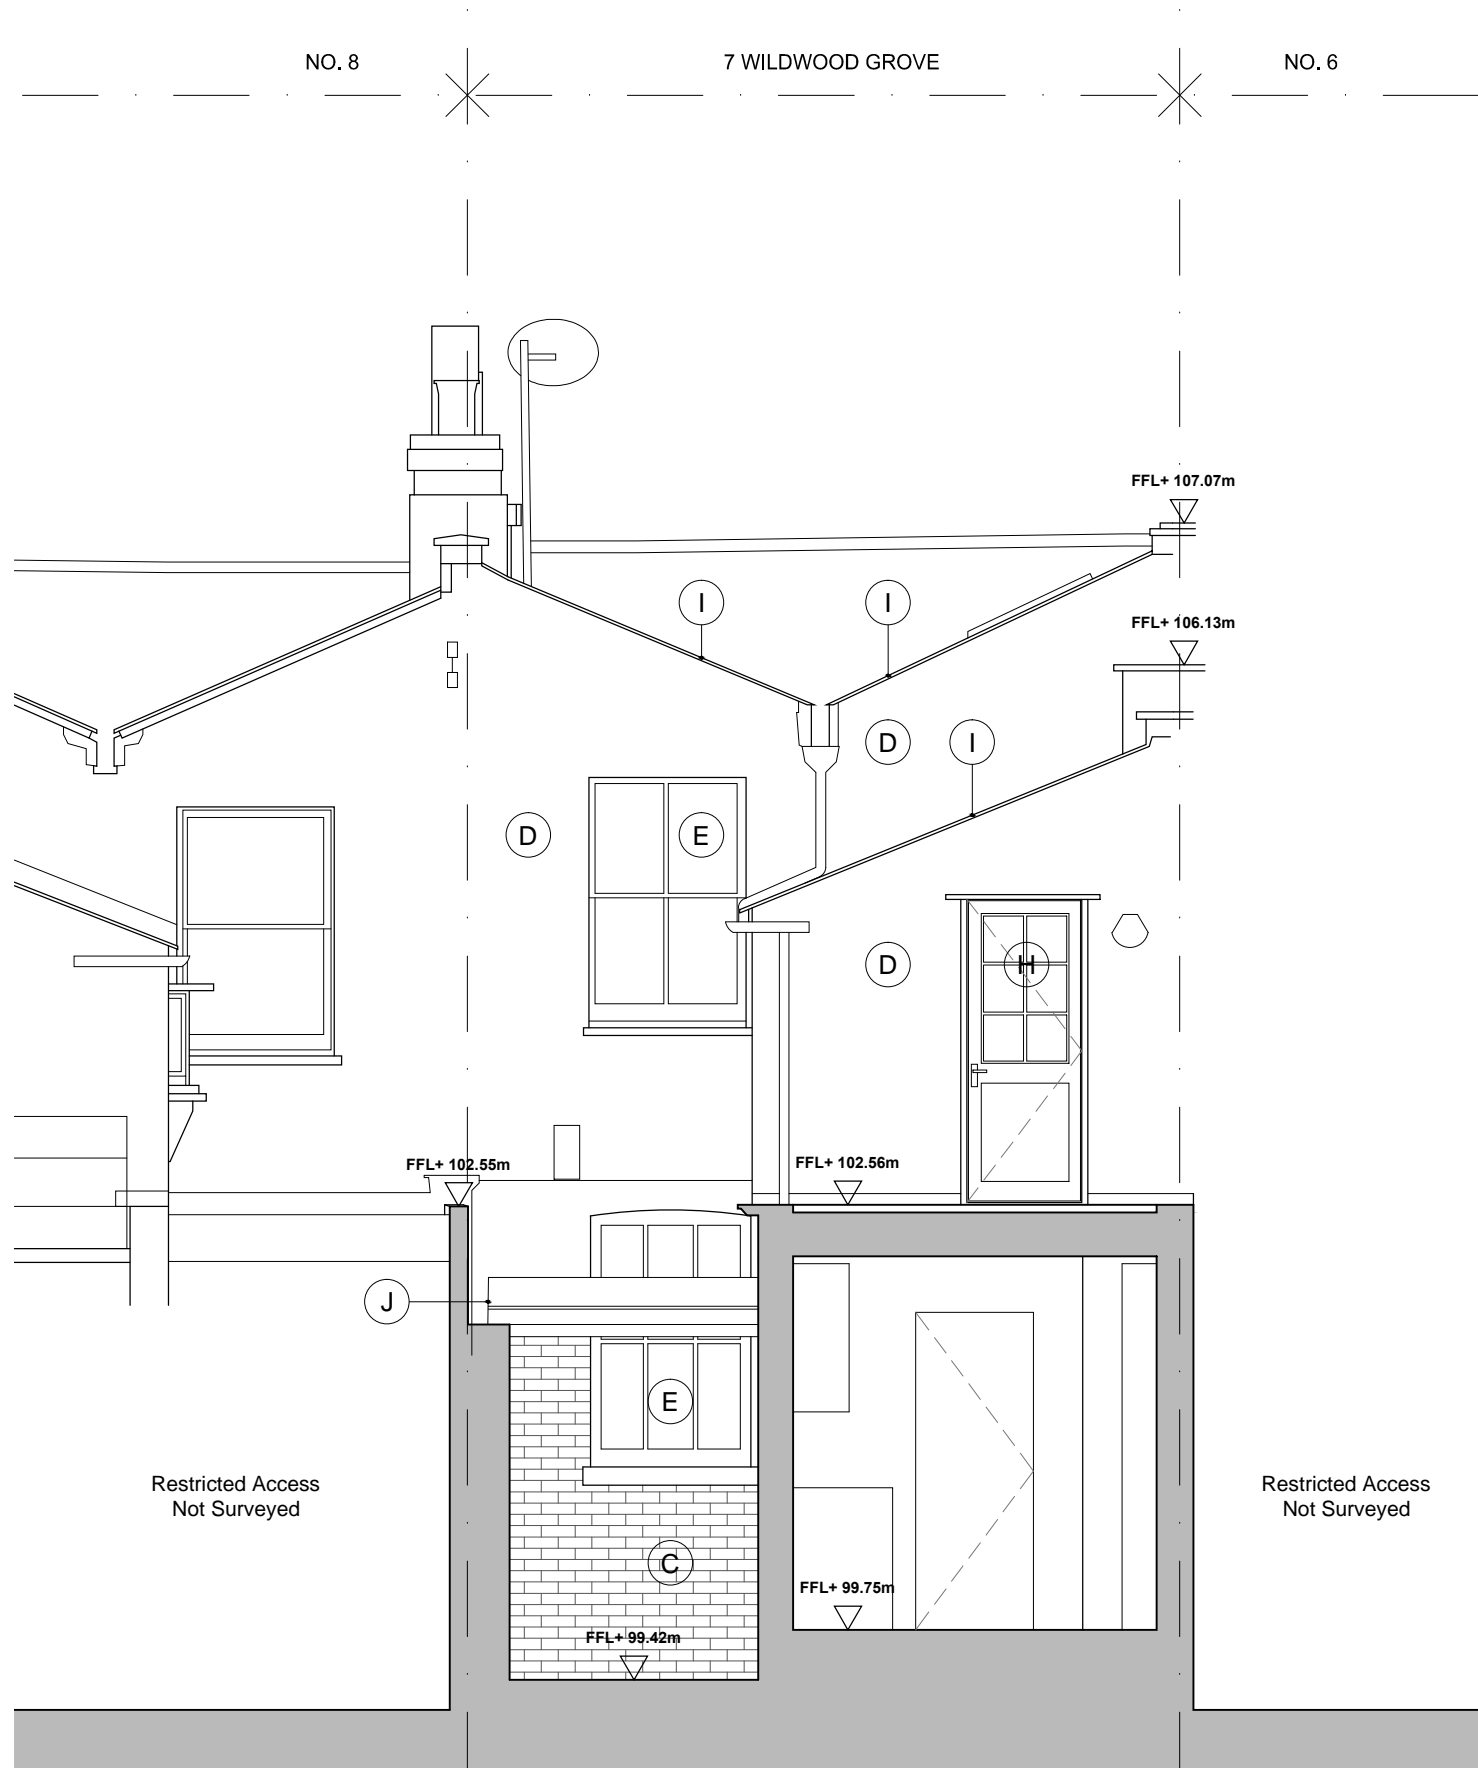 NO. 8
7 WILDWOOD GROVE
NO. 6
FFL+ 107.07m
I
I
FFL+ 106.13m
D
I
D
E
D
H
FFL+ 102.55m
FFL+ 102.56m
J
E
Restricted Access
Not Surveyed
Restricted Access
Not Surveyed
C
FFL+ 99.75m
FFL+ 99.42m